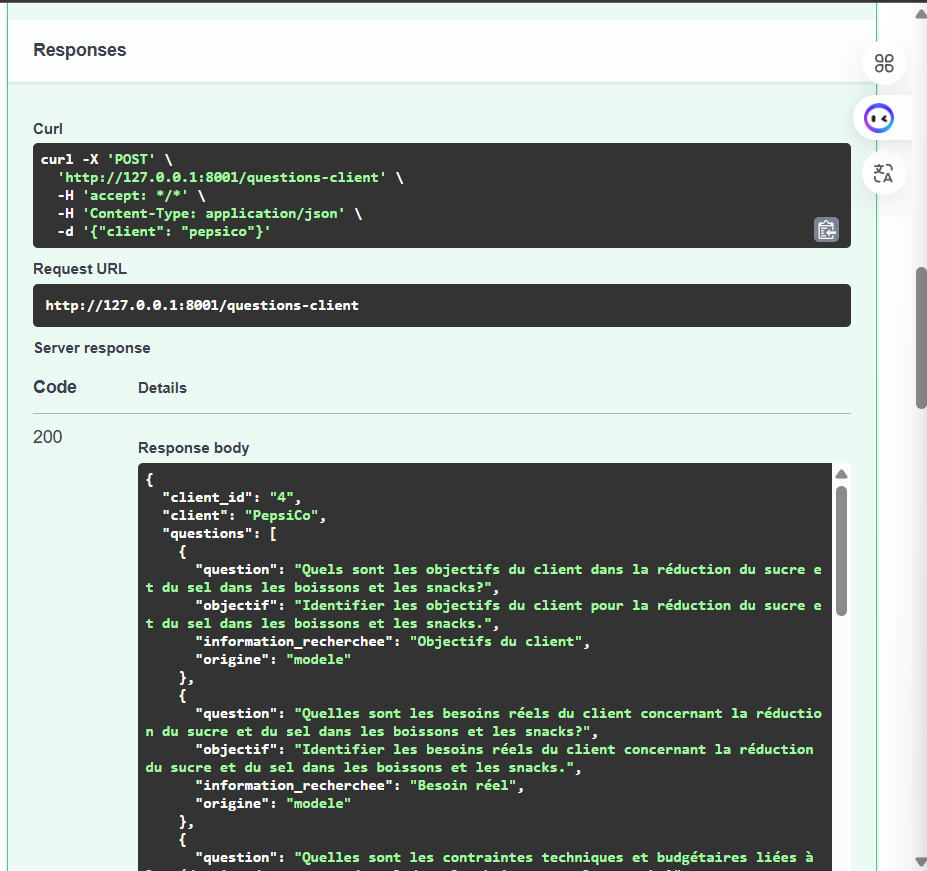 Responses
Curl
curl -X 'POST' \
  'http://127.0.0.1:8001/questions-client' \
  -H 'accept: */*' \
  -H 'Content-Type: application/json' \
  -d '{"client": "pepsico"}'
Request URL
http://127.0.0.1:8001/questions-client
Server response
Code Details
200
Response body
{
  "client_id": "4",
  "client": "PepsiCo",
  "questions": [
    {
      "question": "Quels sont les objectifs du client dans la réduction du sucre e
t du sel dans les boissons et les snacks?",
      "objectif": "Identifier les objectifs du client pour la réduction du sucre e
t du sel dans les boissons et les snacks.",
      "information_recherchee": "Objectifs du client",
      "origine": "modele"
    },
    {
      "question": "Quelles sont les besoins réels du client concernant la réductio
n du sucre et du sel dans les boissons et les snacks?",
      "objectif": "Identifier les besoins réels du client concernant la réduction
du sucre et du sel dans les boissons et les snacks.",
      "information_recherchee": "Besoin réel",
      "origine": "modele"
    },
    {
      "question": "Quelles sont les contraintes techniques et budgétaires liées à